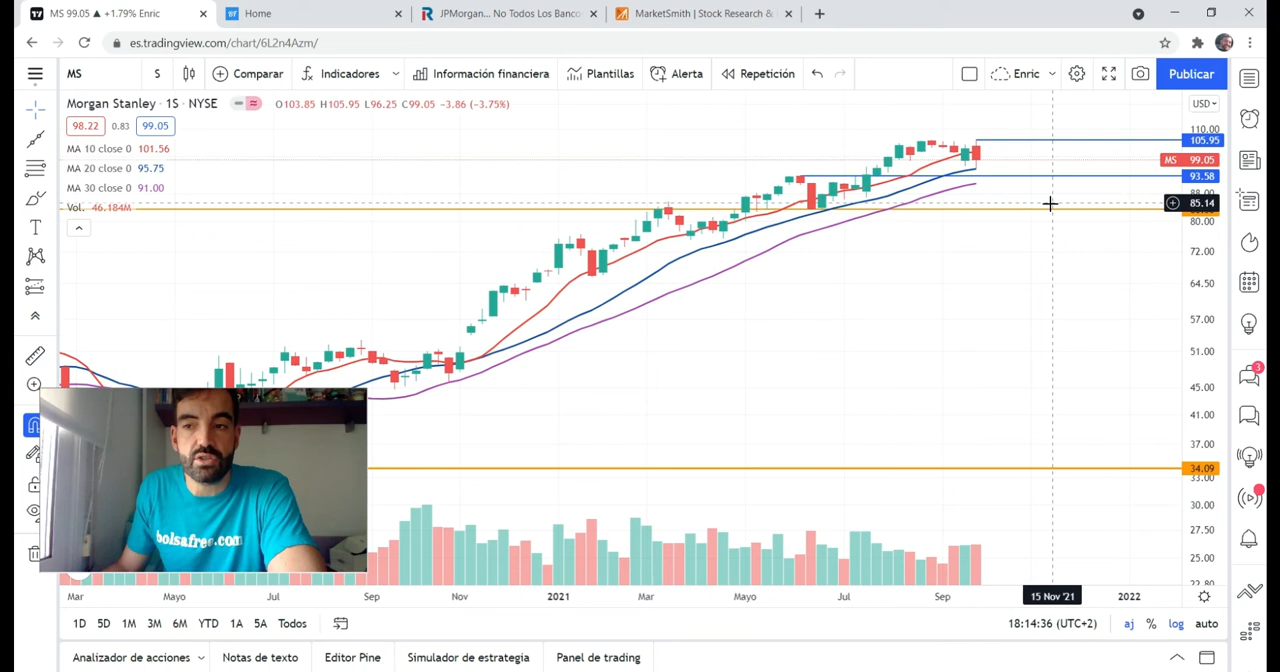 MS 99.05 ▲ +1.79% Enric
Home
JPMorgan... No Todos Los Banco
MarketSmith | Stock Research &
es.tradingview.com/chart/6L2n4Azm/
MS
S
Comparar
Indicadores
Información financiera
Plantillas
Alerta
Repetición
Enric
Publicar
Morgan Stanley · 1S · NYSE
O103.85 H105.95 L96.25 C99.05 −3.86 (−3.75%)
USD
98.22
0.83
99.05
110.00
105.95
MA 10 close 0 101.56
MS 99.05
MA 20 close 0 95.75
93.58
MA 30 close 0 91.00
88.00
Vol. 46.184M
85.14
80.00
72.00
64.50
57.00
51.00
45.00
41.00
37.00
34.09
33.00
30.00
27.50
25.00
22.80
3
bolsafree.com
Mar
Mayo
Jul
Sep
Nov
2021
Mar
Mayo
Jul
Sep
15 Nov '21
2022
1D 5D 1M 3M 6M YTD 1A 5A Todos
18:14:36 (UTC+2)
aj % log auto
Analizador de acciones
Notas de texto
Editor Pine
Simulador de estrategia
Panel de trading